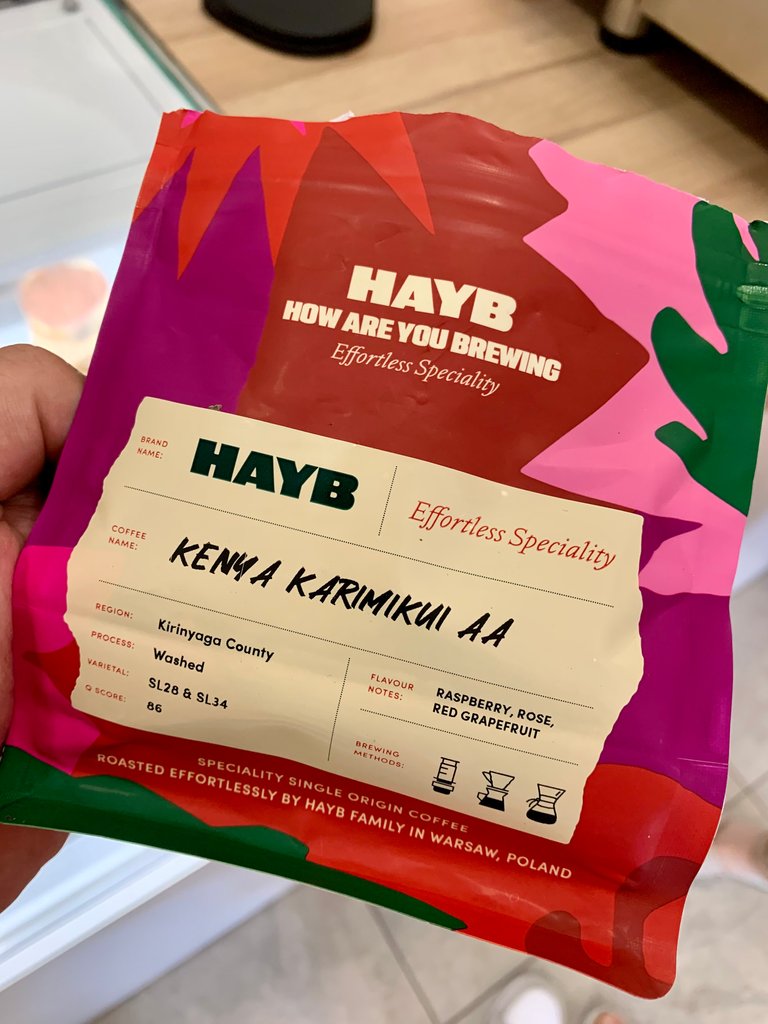 HAYB
HOW ARE YOU BREWING
Effortless Speciality
BRAND NAME:
HAYB
Effortless Speciality
COFFEE NAME:
KENYA KARIMIKUI AA
REGION: Kirinyaga County
PROCESS: Washed
VARIETAL: SL28 & SL34
Q SCORE: 86
FLAVOUR NOTES:
RASPBERRY, ROSE,
RED GRAPEFRUIT
BREWING METHODS:
SPECIALITY SINGLE ORIGIN COFFEE
ROASTED EFFORTLESSLY BY HAYB FAMILY IN WARSAW, POLAND